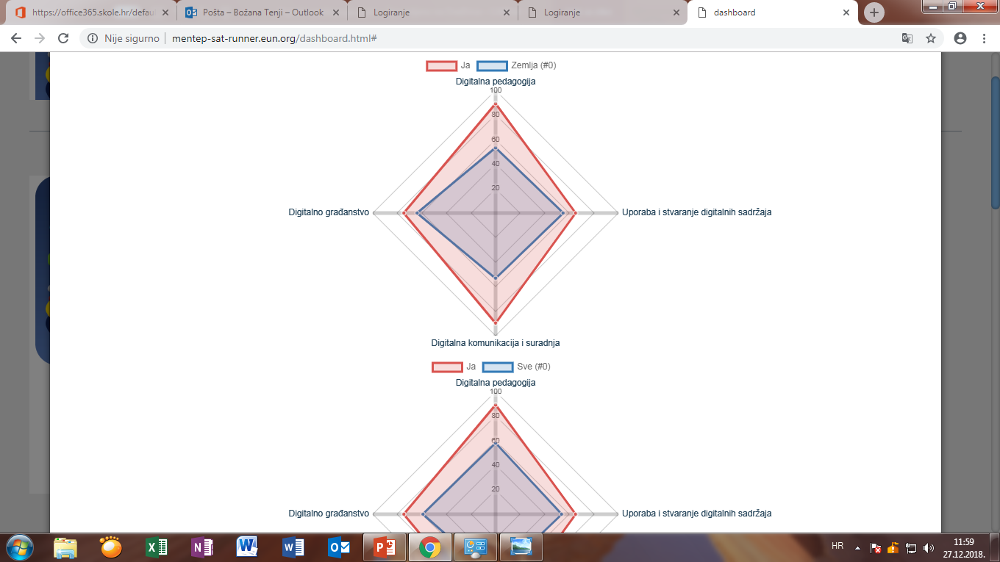 https://office365.skole.hr/defau
Pošta – Božana Tenji – Outlook
Logiranje
Logiranje
dashboard
Nije sigurno
mentep-sat-runner.eun.org/dashboard.html#
Ja
Zemlja (#0)
Digitalna pedagogija
100
80
60
40
20
Digitalno građanstvo
Uporaba i stvaranje digitalnih sadržaja
Digitalna komunikacija i suradnja
Ja
Sve (#0)
Digitalna pedagogija
100
80
60
40
20
Digitalno građanstvo
Uporaba i stvaranje digitalnih sadržaja
HR
11:59
27.12.2018.